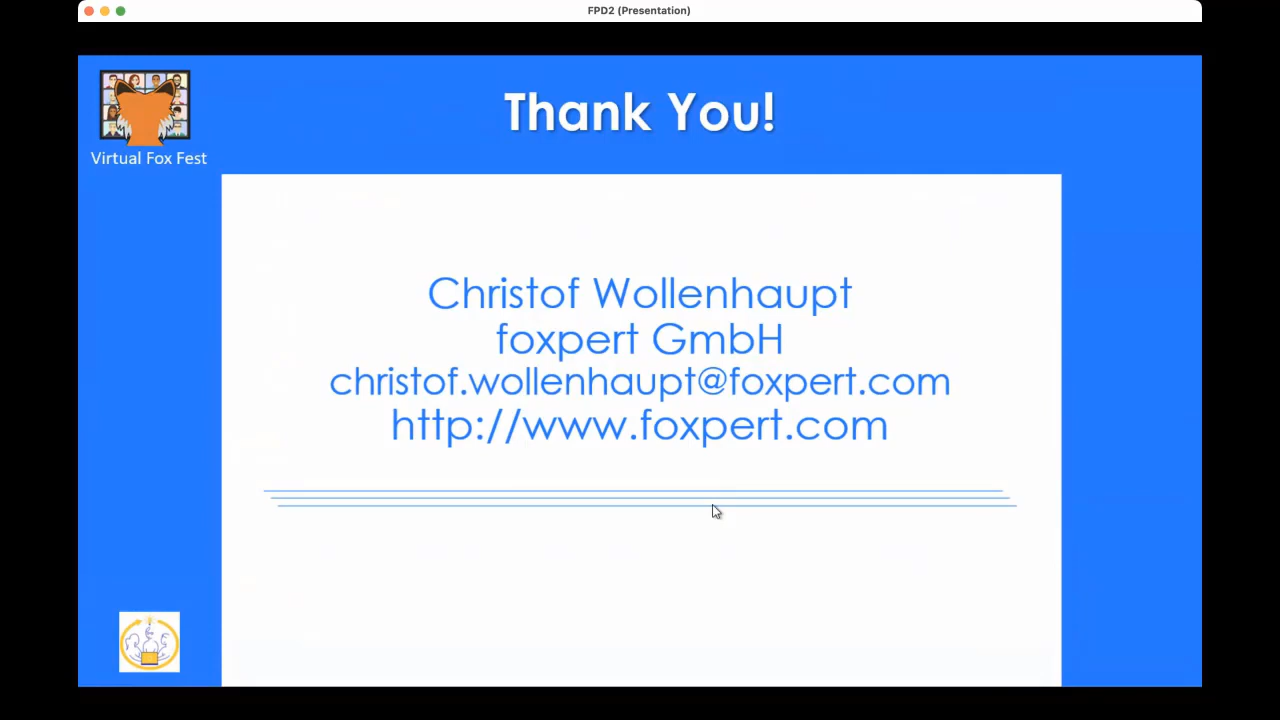 FPD2 (Presentation)
Virtual Fox Fest
Thank You!
Christof Wollenhaupt
foxpert GmbH
christof.wollenhaupt@foxpert.com
http://www.foxpert.com